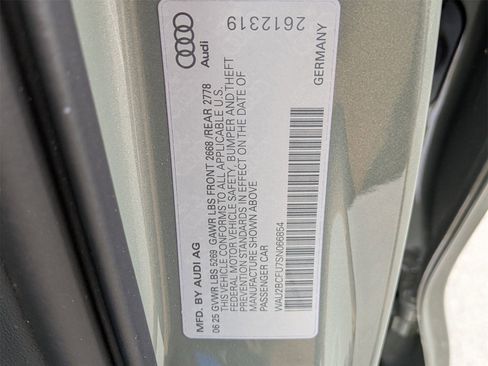 MFD. BY AUDI AG
06 25 GVWR LBS 5269 GAWR LBS FRONT 2668 /REAR 2778
THIS VEHICLE CONFORMS TO ALL APPLICABLE U.S.
FEDERAL MOTOR VEHICLE SAFETY, BUMPER AND THEFT
PREVENTION STANDARDS IN EFFECT ON THE DATE OF
MANUFACTURE SHOWN ABOVE
PASSENGER CAR
WAU2BCFU7SN066854
GERMANY
Audi
2612319